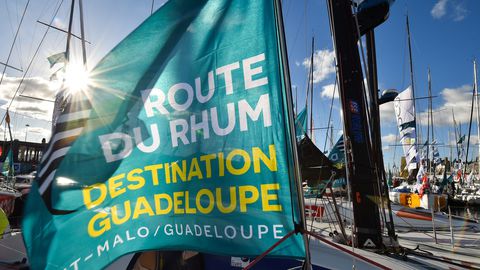 ROUTE
DU RHUM
DESTINATION
GUADELOUPE
-MALO/GUADELOUPE